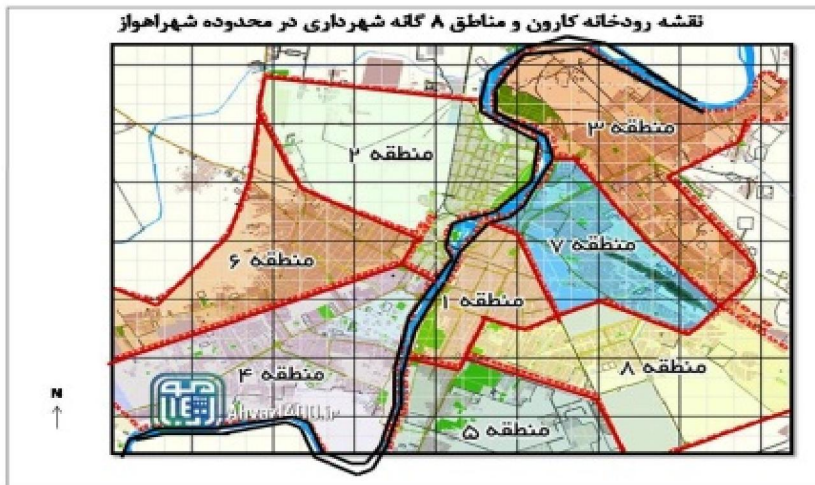 نقشه رودخانه کارون و مناطق ۸ گانه شهرداری در محدوده شهراهواز
منطقه ۳
منطقه ۲
منطقه ۷
منطقه ۶
منطقه ۱
منطقه ۸
منطقه ۴
منطقه ۵
N
Ahvaz1400.ir